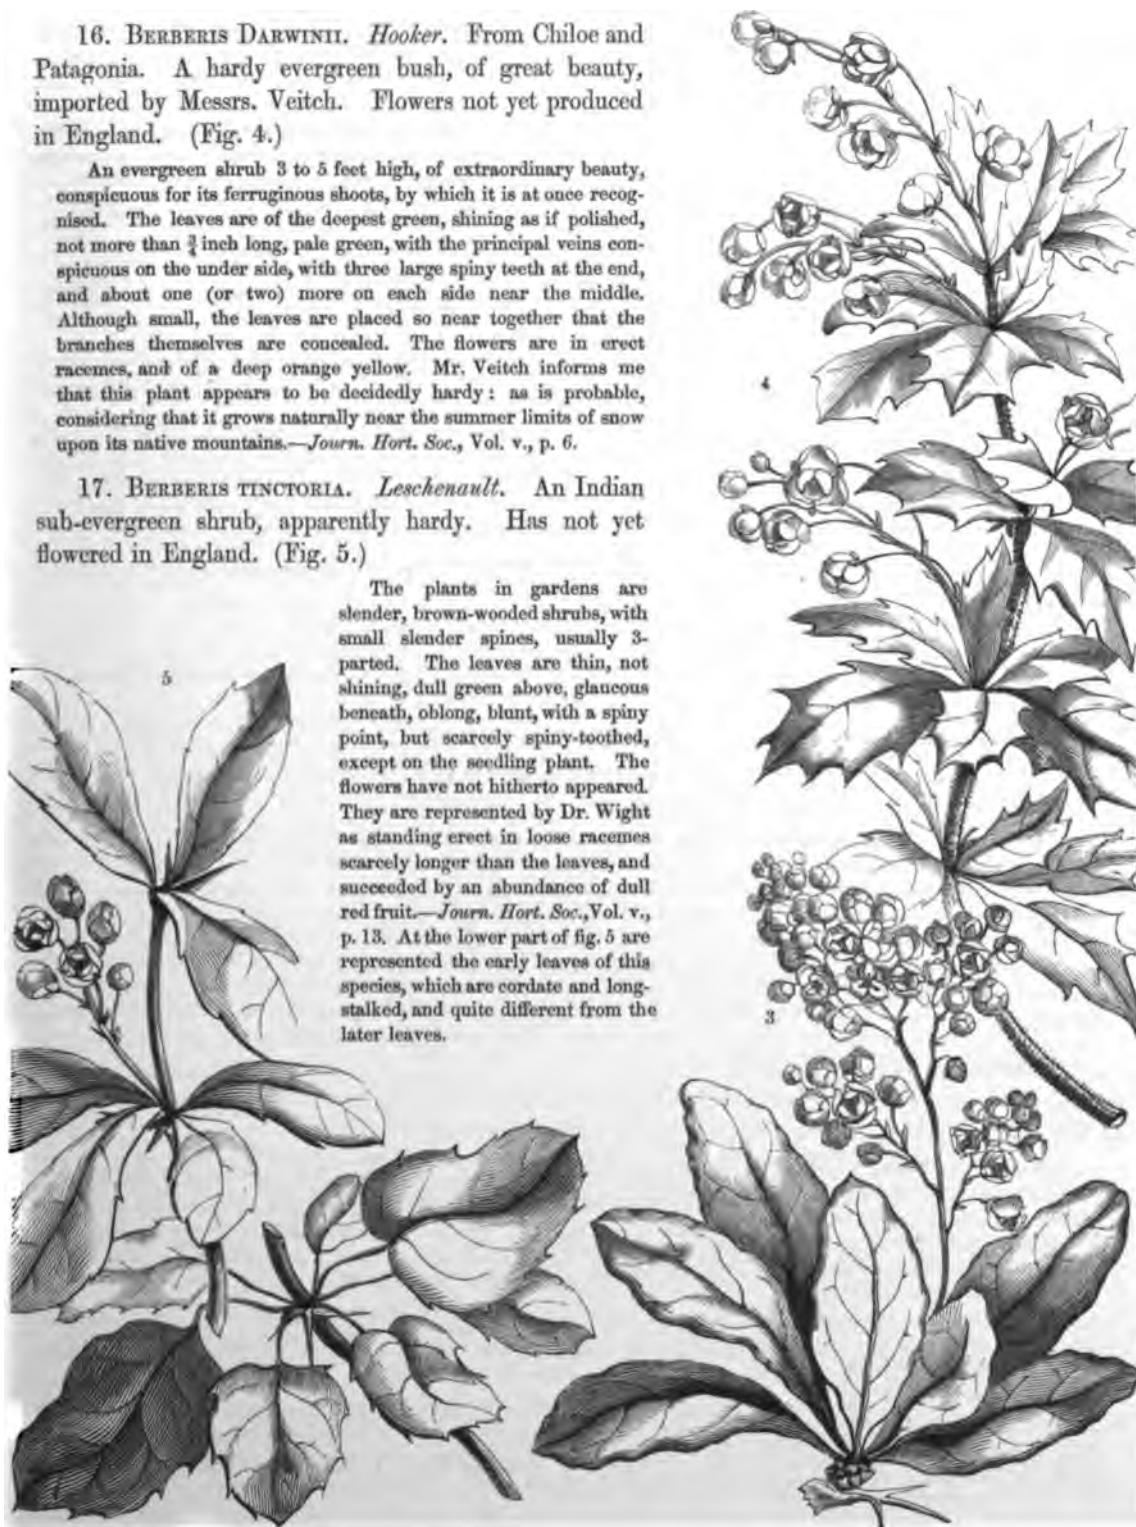 16. BERBERIS DARWINII. Hooker. From Chiloe and
Patagonia. A hardy evergreen bush, of great beauty,
imported by Messrs. Veitch. Flowers not yet produced
in England. (Fig. 4.)
An evergreen shrub 3 to 5 feet high, of extraordinary beauty,
conspicuous for its ferruginous shoots, by which it is at once recog-
nised. The leaves are of the deepest green, shining as if polished,
not more than ¾ inch long, pale green, with the principal veins con-
spicuous on the under side, with three large spiny teeth at the end,
and about one (or two) more on each side near the middle.
Although small, the leaves are placed so near together that the
branches themselves are concealed. The flowers are in erect
racemes, and of a deep orange yellow. Mr. Veitch informs me
that this plant appears to be decidedly hardy: as is probable,
considering that it grows naturally near the summer limits of snow
upon its native mountains.—Journ. Hort. Soc., Vol. v., p. 6.
4
17. BERBERIS TINCTORIA. Leschenault. An Indian
sub-evergreen shrub, apparently hardy. Has not yet
flowered in England. (Fig. 5.)
The plants in gardens are
slender, brown-wooded shrubs, with
small slender spines, usually 3-
parted. The leaves are thin, not
shining, dull green above, glaucous
beneath, oblong, blunt, with a spiny
point, but scarcely spiny-toothed,
except on the seedling plant. The
flowers have not hitherto appeared.
They are represented by Dr. Wight
as standing erect in loose racemes
scarcely longer than the leaves, and
succeeded by an abundance of dull
red fruit.—Journ. Hort. Soc., Vol. v.,
p. 13. At the lower part of fig. 5 are
represented the early leaves of this
species, which are cordate and long-
stalked, and quite different from the
later leaves.
5
3